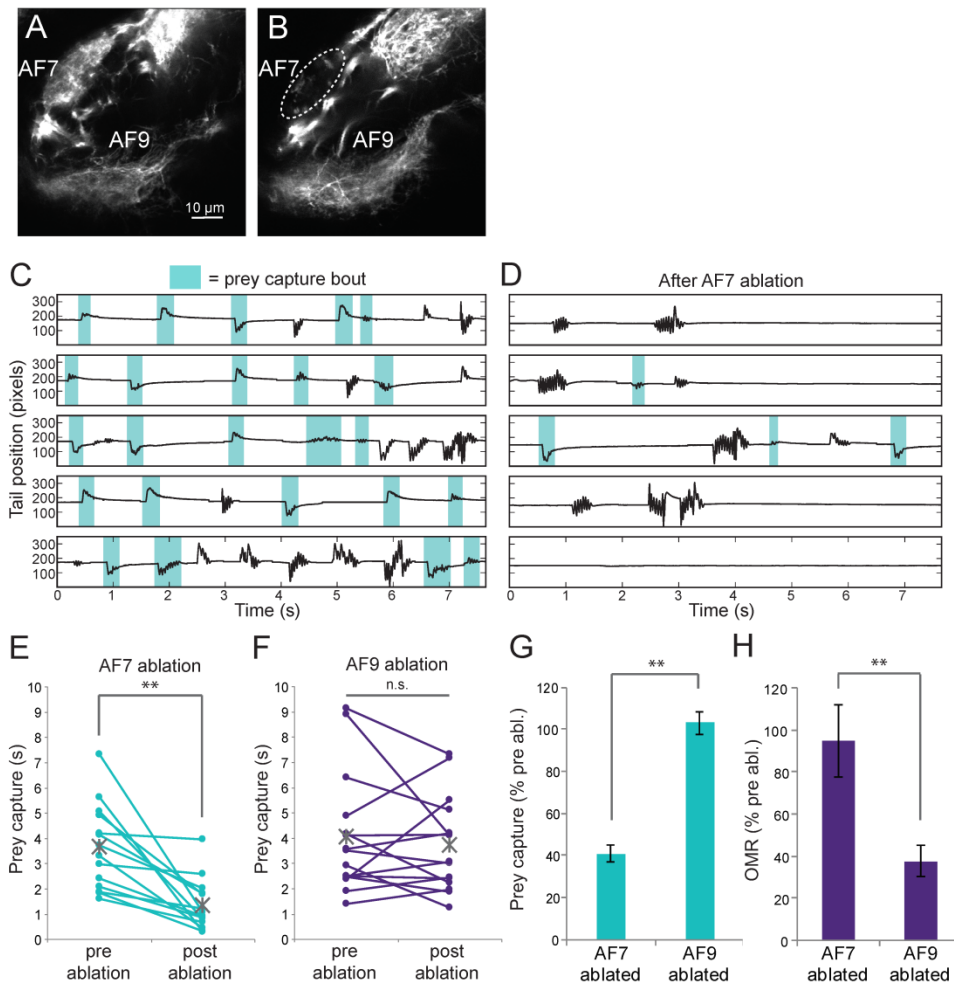 A
AF7
AF9
10 µm
B
AF7
AF9
C
= prey capture bout
D
After AF7 ablation
Tail position (pixels)
300
200
100
300
200
100
300
200
100
300
200
100
300
200
100
0 1 2 3 4 5 6 7
Time (s)
0 1 2 3 4 5 6 7
Time (s)
E
AF7 ablation
**
Prey capture (s)
10
9
8
7
6
5
4
3
2
1
0
pre
ablation
post
ablation
F
AF9 ablation
n.s.
Prey capture (s)
10
9
8
7
6
5
4
3
2
1
0
pre
ablation
post
ablation
G
**
Prey capture (% pre abl.)
120
100
80
60
40
20
0
AF7
ablated
AF9
ablated
H
**
OMR (% pre abl.)
120
100
80
60
40
20
0
AF7
ablated
AF9
ablated